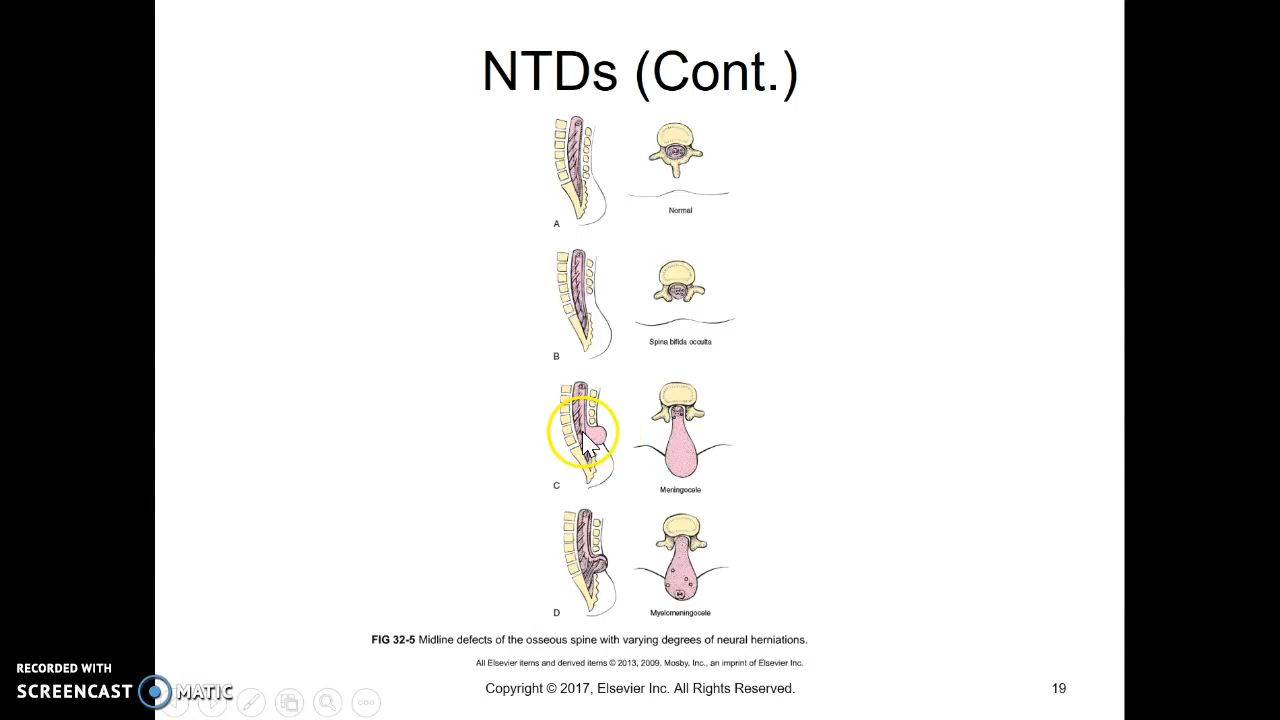 NTDs (Cont.)
A
Normal
B
Spina bifida occulta
C
Meningocele
D
Myelomeningocele
FIG 32-5 Midline defects of the osseous spine with varying degrees of neural herniations.
All Elsevier items and derived items © 2013, 2009, Mosby, Inc., an imprint of Elsevier Inc.
Copyright © 2017, Elsevier Inc. All Rights Reserved.
19
RECORDED WITH
SCREENCAST MATIC